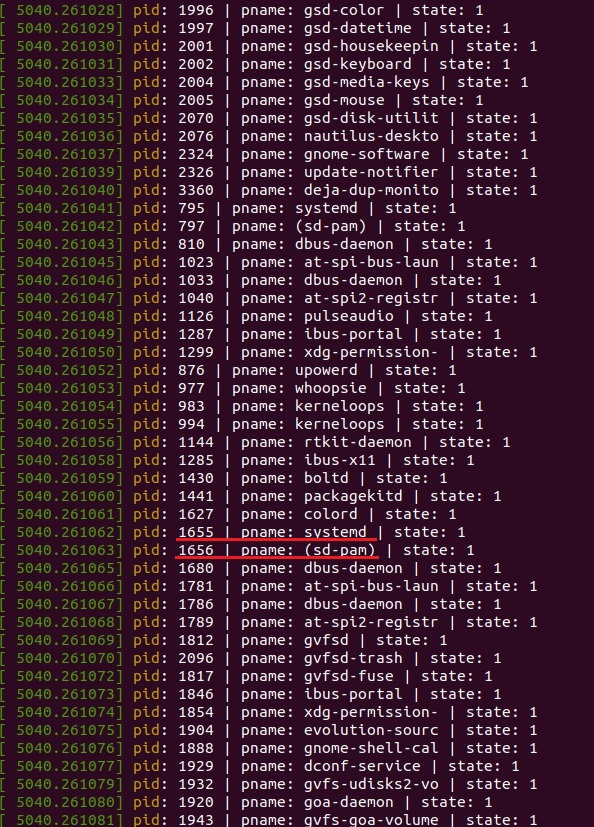 [ 5040.261028] pid: 1996 | pname: gsd-color | state: 1
[ 5040.261029] pid: 1997 | pname: gsd-datetime | state: 1
[ 5040.261030] pid: 2001 | pname: gsd-housekeepin | state: 1
[ 5040.261031] pid: 2002 | pname: gsd-keyboard | state: 1
[ 5040.261033] pid: 2004 | pname: gsd-media-keys | state: 1
[ 5040.261034] pid: 2005 | pname: gsd-mouse | state: 1
[ 5040.261035] pid: 2070 | pname: gsd-disk-utilit | state: 1
[ 5040.261036] pid: 2076 | pname: nautilus-deskto | state: 1
[ 5040.261037] pid: 2324 | pname: gnome-software | state: 1
[ 5040.261039] pid: 2326 | pname: update-notifier | state: 1
[ 5040.261040] pid: 3360 | pname: deja-dup-monito | state: 1
[ 5040.261041] pid: 795 | pname: systemd | state: 1
[ 5040.261042] pid: 797 | pname: (sd-pam) | state: 1
[ 5040.261043] pid: 810 | pname: dbus-daemon | state: 1
[ 5040.261045] pid: 1023 | pname: at-spi-bus-laun | state: 1
[ 5040.261046] pid: 1033 | pname: dbus-daemon | state: 1
[ 5040.261047] pid: 1040 | pname: at-spi2-registr | state: 1
[ 5040.261048] pid: 1126 | pname: pulseaudio | state: 1
[ 5040.261049] pid: 1287 | pname: ibus-portal | state: 1
[ 5040.261050] pid: 1299 | pname: xdg-permission- | state: 1
[ 5040.261052] pid: 876 | pname: upowerd | state: 1
[ 5040.261053] pid: 977 | pname: whoopsie | state: 1
[ 5040.261054] pid: 983 | pname: kerneloops | state: 1
[ 5040.261055] pid: 994 | pname: kerneloops | state: 1
[ 5040.261056] pid: 1144 | pname: rtkit-daemon | state: 1
[ 5040.261058] pid: 1285 | pname: ibus-x11 | state: 1
[ 5040.261059] pid: 1430 | pname: boltd | state: 1
[ 5040.261060] pid: 1441 | pname: packagekitd | state: 1
[ 5040.261061] pid: 1627 | pname: colord | state: 1
[ 5040.261062] pid: 1655 | pname: systemd | state: 1
[ 5040.261063] pid: 1656 | pname: (sd-pam) | state: 1
[ 5040.261065] pid: 1680 | pname: dbus-daemon | state: 1
[ 5040.261066] pid: 1781 | pname: at-spi-bus-laun | state: 1
[ 5040.261067] pid: 1786 | pname: dbus-daemon | state: 1
[ 5040.261068] pid: 1789 | pname: at-spi2-registr | state: 1
[ 5040.261069] pid: 1812 | pname: gvfsd | state: 1
[ 5040.261070] pid: 2096 | pname: gvfsd-trash | state: 1
[ 5040.261072] pid: 1817 | pname: gvfsd-fuse | state: 1
[ 5040.261073] pid: 1846 | pname: ibus-portal | state: 1
[ 5040.261074] pid: 1854 | pname: xdg-permission- | state: 1
[ 5040.261075] pid: 1904 | pname: evolution-sourc | state: 1
[ 5040.261076] pid: 1888 | pname: gnome-shell-cal | state: 1
[ 5040.261077] pid: 1929 | pname: dconf-service | state: 1
[ 5040.261079] pid: 1932 | pname: gvfs-udisks2-vo | state: 1
[ 5040.261080] pid: 1920 | pname: goa-daemon | state: 1
[ 5040.261081] pid: 1943 | pname: gvfs-goa-volume | state: 1